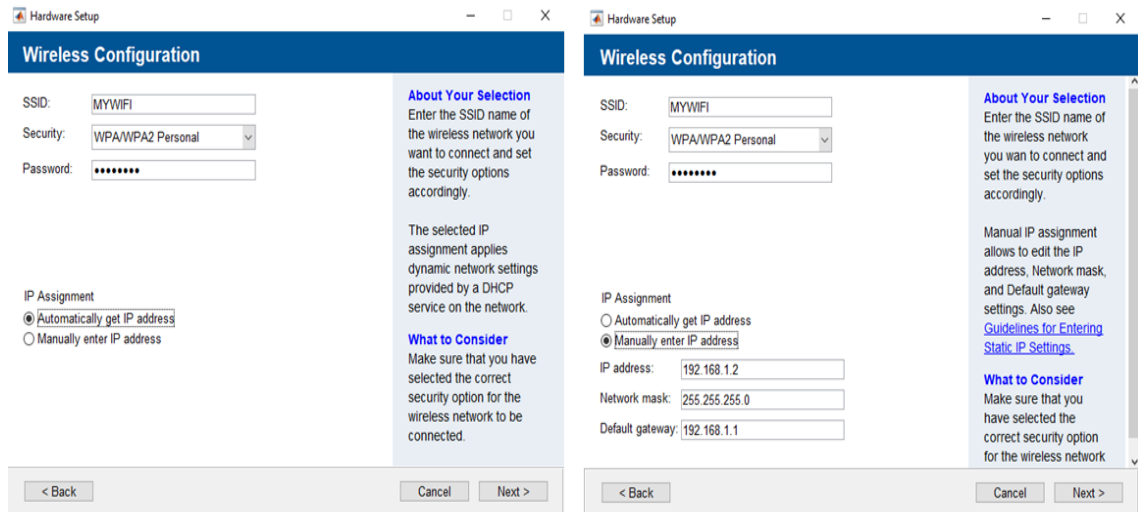 Hardware Setup
Wireless Configuration
SSID: MYWIFI
Security: WPA/WPA2 Personal
Password: ••••••••
IP Assignment
Automatically get IP address
Manually enter IP address
About Your Selection
Enter the SSID name of
the wireless network you
want to connect and set
the security options
accordingly.
The selected IP
assignment applies
dynamic network settings
provided by a DHCP
service on the network.
What to Consider
Make sure that you have
selected the correct
security option for the
wireless network to be
connected.
< Back
Cancel
Next >
Hardware Setup
Wireless Configuration
SSID: MYWIFI
Security: WPA/WPA2 Personal
Password: ••••••••
IP Assignment
Automatically get IP address
Manually enter IP address
IP address: 192.168.1.2
Network mask: 255.255.255.0
Default gateway: 192.168.1.1
About Your Selection
Enter the SSID name of
the wireless network
you wan to connect and
set the security options
accordingly.
Manual IP assignment
allows to edit the IP
address, Network mask,
and Default gateway
settings. Also see
Guidelines for Entering
Static IP Settings.
What to Consider
Make sure that you
have selected the
correct security option
for the wireless network
< Back
Cancel
Next >